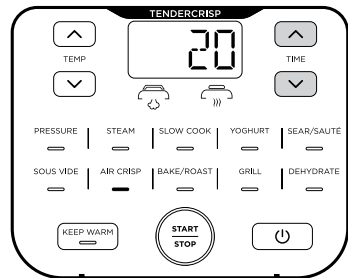 TENDERCRISP
20
TEMP TIME
PRESSURE STEAM SLOW COOK YOGHURT SEAR/SAUTÉ
SOUS VIDE AIR CRISP BAKE/ROAST GRILL DEHYDRATE
KEEP WARM
START
STOP